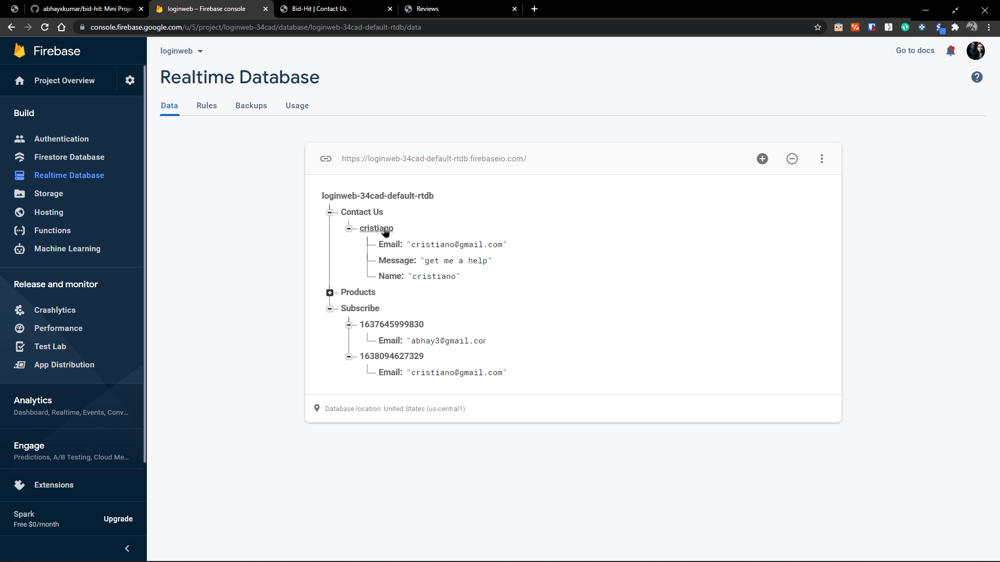 abhayxkumar/bid-hit: Mini Proje
loginweb – Firebase console
Bid-Hit | Contact Us
Reviews
console.firebase.google.com/u/5/project/loginweb-34cad/database/loginweb-34cad-default-rtdb/data
Firebase
loginweb
Go to docs
Project Overview
Realtime Database
Data Rules Backups Usage
Build
Authentication
Firestore Database
Realtime Database
Storage
Hosting
Functions
Machine Learning
Release and monitor
Crashlytics
Performance
Test Lab
App Distribution
Analytics
Dashboard, Realtime, Events, Conv...
Engage
Predictions, A/B Testing, Cloud Me...
Extensions
Spark
Free $0/month
Upgrade
https://loginweb-34cad-default-rtdb.firebaseio.com/
loginweb-34cad-default-rtdb
Contact Us
cristiano
Email: "cristiano@gmail.com"
Message: "get me a help"
Name: "cristiano"
Products
Subscribe
1637645999830
Email: "abhay3@gmail.com
1638094627329
Email: "cristiano@gmail.com"
Database location: United States (us-central1)